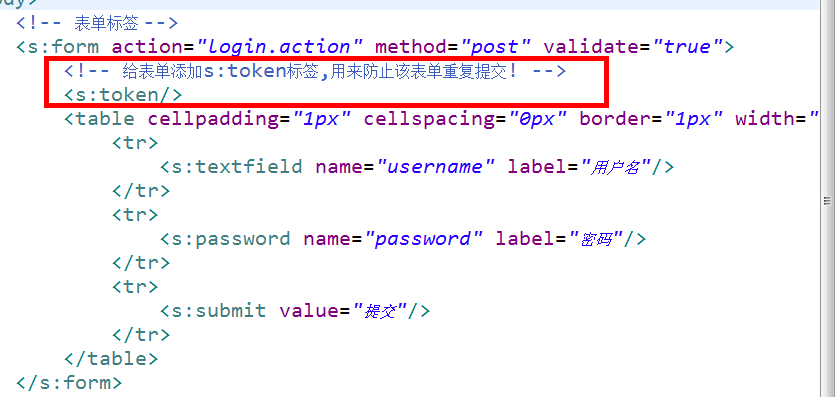 ody>
<!-- 表单标签 -->
<s:form action="login.action" method="post" validate="true">
<!-- 给表单添加s:token标签,用来防止该表单重复提交! -->
<s:token/>
<table cellpadding="1px" cellspacing="0px" border="1px" width="
<tr>
<s:textfield name="username" label="用户名"/>
</tr>
<tr>
<s:password name="password" label="密码"/>
</tr>
<tr>
<s:submit value="提交"/>
</tr>
</table>
</s:form>